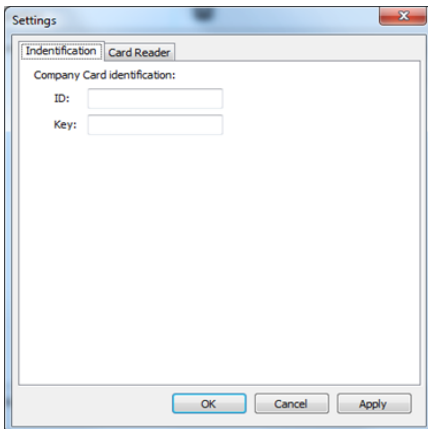 Settings
Indentification Card Reader
Company Card identification:
ID:
Key:
OK Cancel Apply